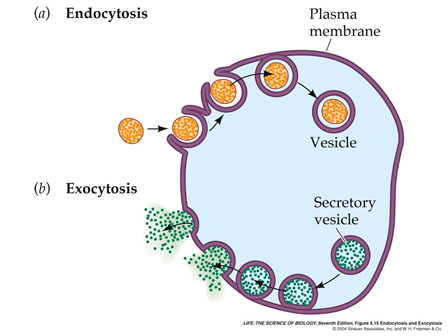 (a) Endocytosis
Plasma
membrane
Vesicle
(b) Exocytosis
Secretory
vesicle
LIFE: THE SCIENCE OF BIOLOGY, Seventh Edition, Figure 5.15 Endocytosis and Exocytosis
© 2004 Sinauer Associates, Inc. and W. H. Freeman & Co.